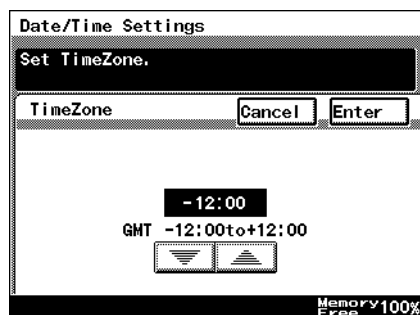 Date/Time Settings
Set TimeZone.
TimeZone
Cancel
Enter
-12:00
GMT -12:00to+12:00
Memory
Free 100%